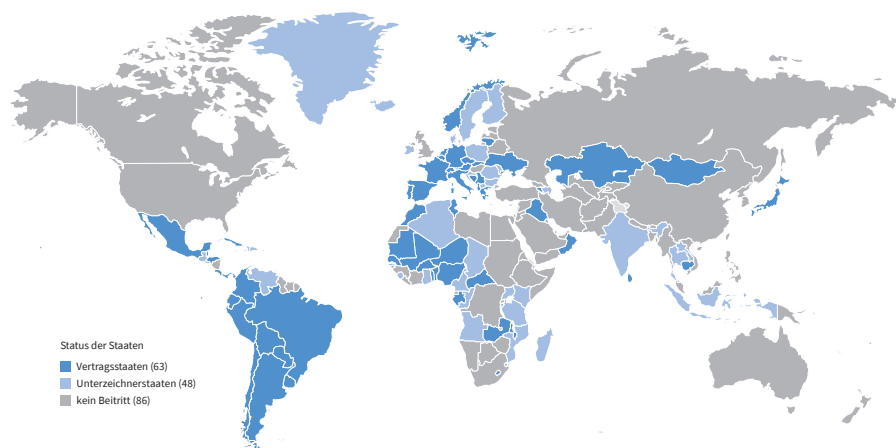 Status der Staaten
Vertragsstaaten (63)
Unterzeichnerstaaten (48)
kein Beitritt (86)